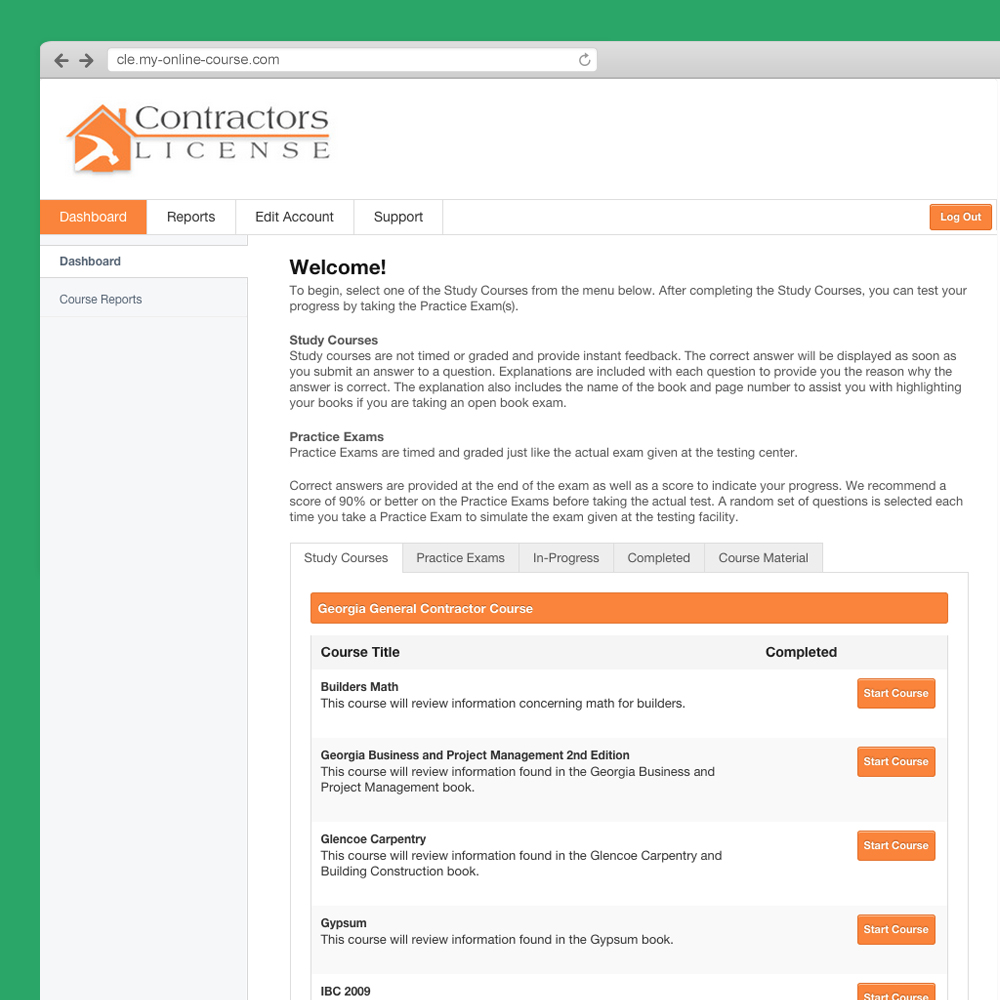 cle.my-online-course.com
Contractors
LICENSE
Dashboard Reports Edit Account Support Log Out
Dashboard
Course Reports
Welcome!
To begin, select one of the Study Courses from the menu below. After completing the Study Courses, you can test your
progress by taking the Practice Exam(s).
Study Courses
Study courses are not timed or graded and provide instant feedback. The correct answer will be displayed as soon as
you submit an answer to a question. Explanations are included with each question to provide you the reason why the
answer is correct. The explanation also includes the name of the book and page number to assist you with highlighting
your books if you are taking an open book exam.
Practice Exams
Practice Exams are timed and graded just like the actual exam given at the testing center.
Correct answers are provided at the end of the exam as well as a score to indicate your progress. We recommend a
score of 90% or better on the Practice Exams before taking the actual test. A random set of questions is selected each
time you take a Practice Exam to simulate the exam given at the testing facility.
Study Courses Practice Exams In-Progress Completed Course Material
Georgia General Contractor Course
Course Title Completed
Builders Math
This course will review information concerning math for builders.
Start Course
Georgia Business and Project Management 2nd Edition
This course will review information found in the Georgia Business and
Project Management book.
Start Course
Glencoe Carpentry
This course will review information found in the Glencoe Carpentry and
Building Construction book.
Start Course
Gypsum
This course will review information found in the Gypsum book.
Start Course
IBC 2009
Start Course